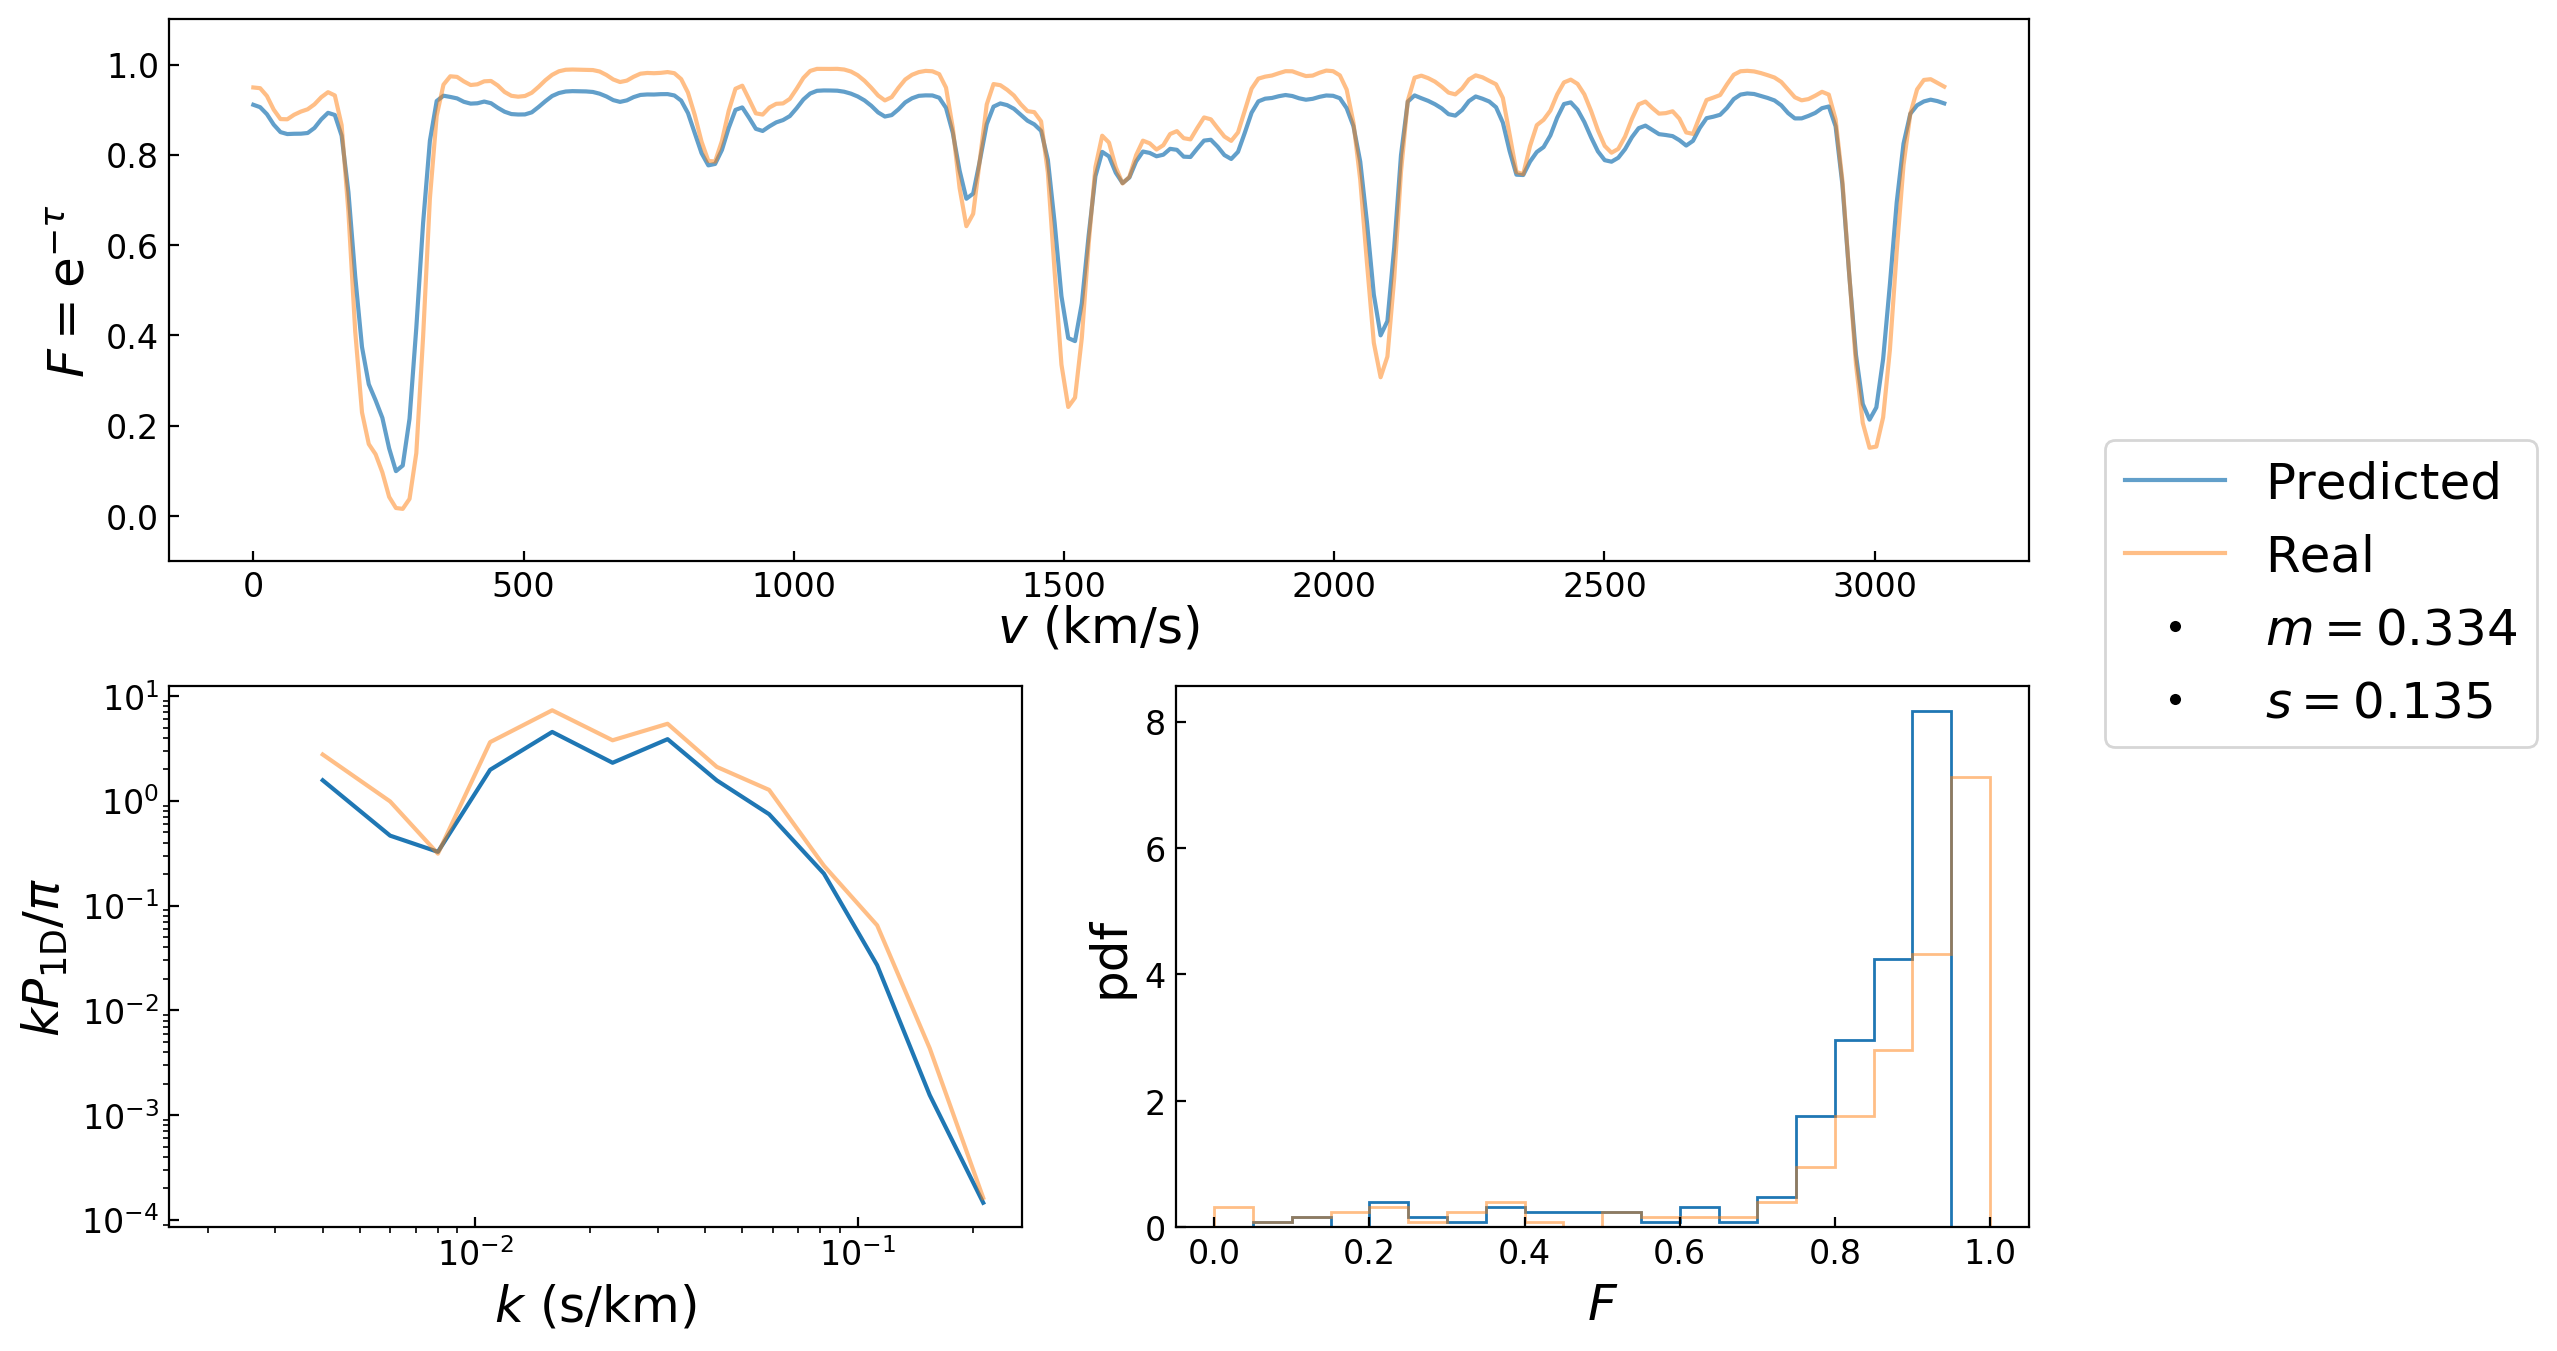 1.0
0.8
0.6
0.4
0.2
0.0
F = e^{−τ}
0 500 1000 1500 2000 2500 3000
v (km/s)
Predicted
Real
m = 0.334
s = 0.135
10^1
10^0
10^{−1}
10^{−2}
10^{−3}
10^{−4}
kP_{1D}/π
10^{−2} 10^{−1}
k (s/km)
8
6
4
2
0
pdf
0.0 0.2 0.4 0.6 0.8 1.0
F